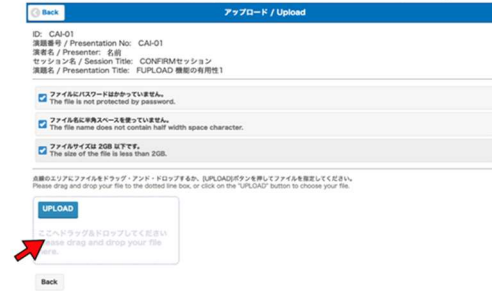 Back
アップロード / Upload
ID: CAI-01
演題番号 / Presentation No: CAI-01
演者名 / Presenter: 名前
セッション名 / Session Title: CONFIRMセッション
演題名 / Presentation Title: FUPLOAD 機能の有用性1
ファイルにパスワードはかかっていません。
The file is not protected by password.
ファイル名に半角スペースを使っていません。
The file name does not contain half width space character.
ファイルサイズは 2GB 以下です。
The size of the file is less than 2GB.
点線のエリアにファイルをドラッグ・アンド・ドロップするか、[UPLOAD]ボタンを押してファイルを指定してください。
Please drag and drop your file to the dotted line box, or click on the "UPLOAD" button to choose your file.
UPLOAD
ここへドラッグ&ドロップしてください
Please drag and drop your file
here.
Back